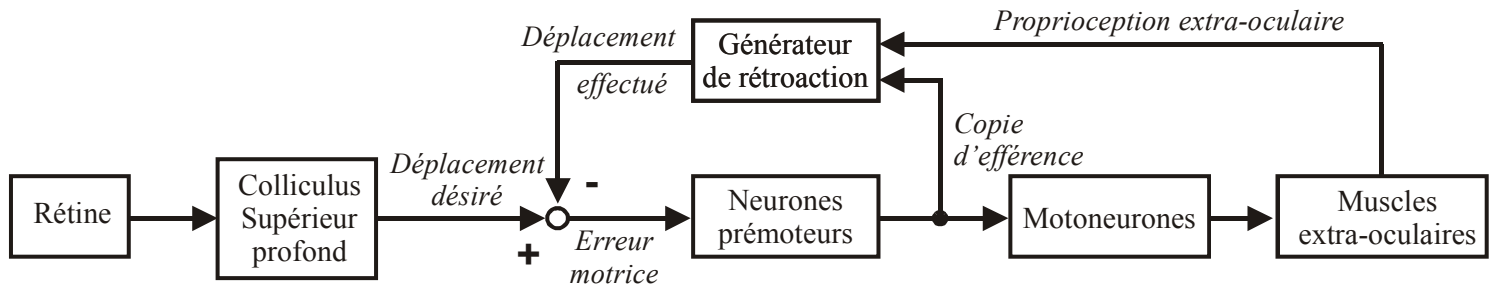 Proprioception extra-oculaire
Générateur
de rétroaction
Déplacement
effectué
Copie
d’efférence
Rétine
Colliculus
Supérieur
profond
Déplacement
désiré
-
+
Erreur
motrice
Neurones
prémoteurs
Motoneurones
Muscles
extra-oculaires